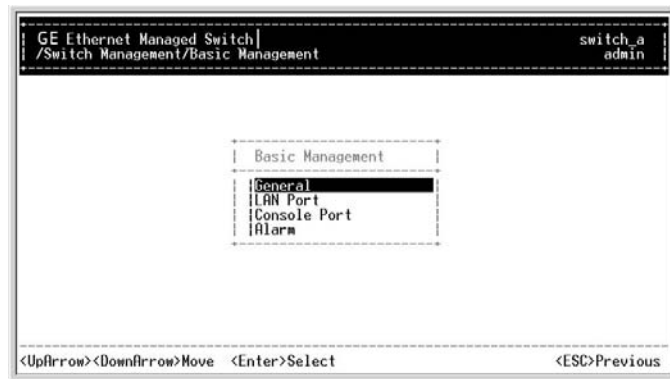 GE Ethernet Managed Switch
switch_a
/Switch Management/Basic Management
admin
Basic Management
General
LAN Port
Console Port
Alarm
<UpArrow><DownArrow>Move <Enter>Select <ESC>Previous